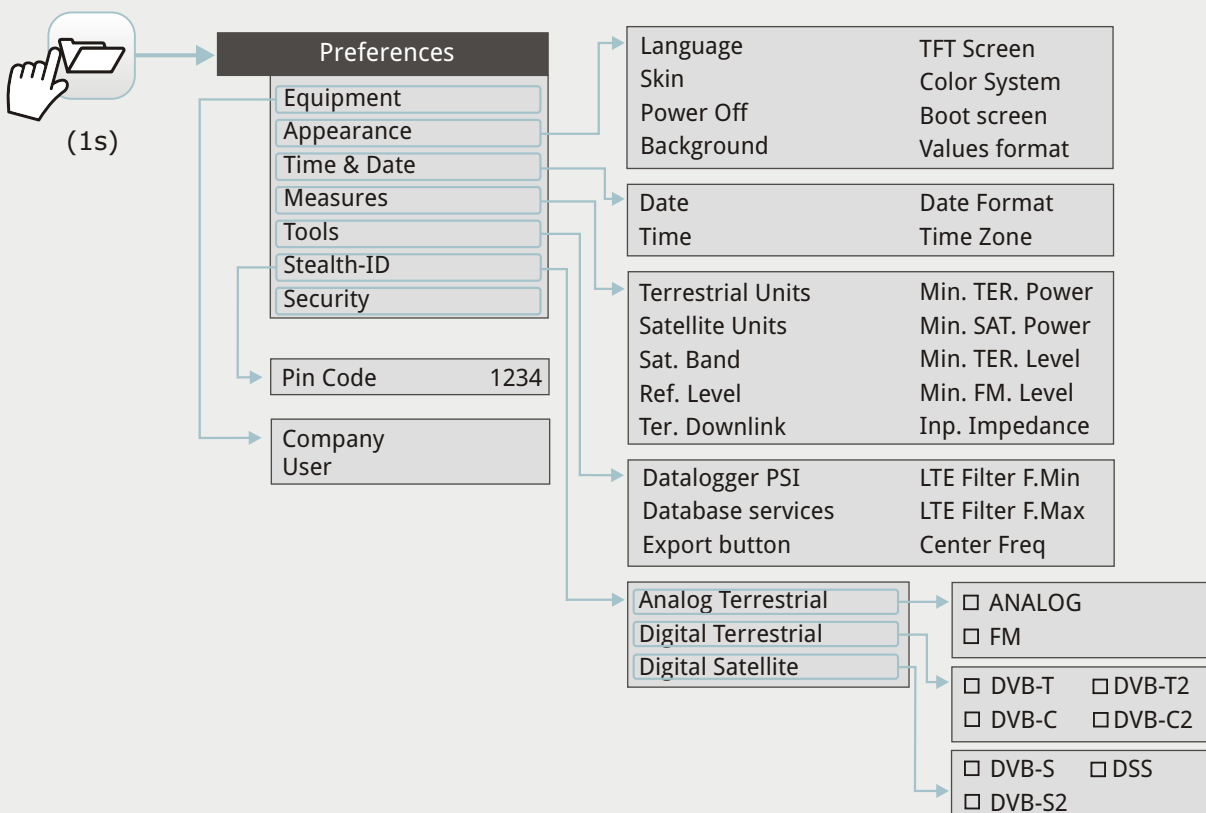 (1s)
Preferences
Equipment
Appearance
Time & Date
Measures
Tools
Stealth-ID
Security
Pin Code 1234
Company
User
Language TFT Screen
Skin Color System
Power Off Boot screen
Background Values format
Date Date Format
Time Time Zone
Terrestrial Units Min. TER. Power
Satellite Units Min. SAT. Power
Sat. Band Min. TER. Level
Ref. Level Min. FM. Level
Ter. Downlink Inp. Impedance
Datalogger PSI LTE Filter F.Min
Database services LTE Filter F.Max
Export button Center Freq
Analog Terrestrial
Digital Terrestrial
Digital Satellite
ANALOG
FM
DVB-T DVB-T2
DVB-C DVB-C2
DVB-S DSS
DVB-S2